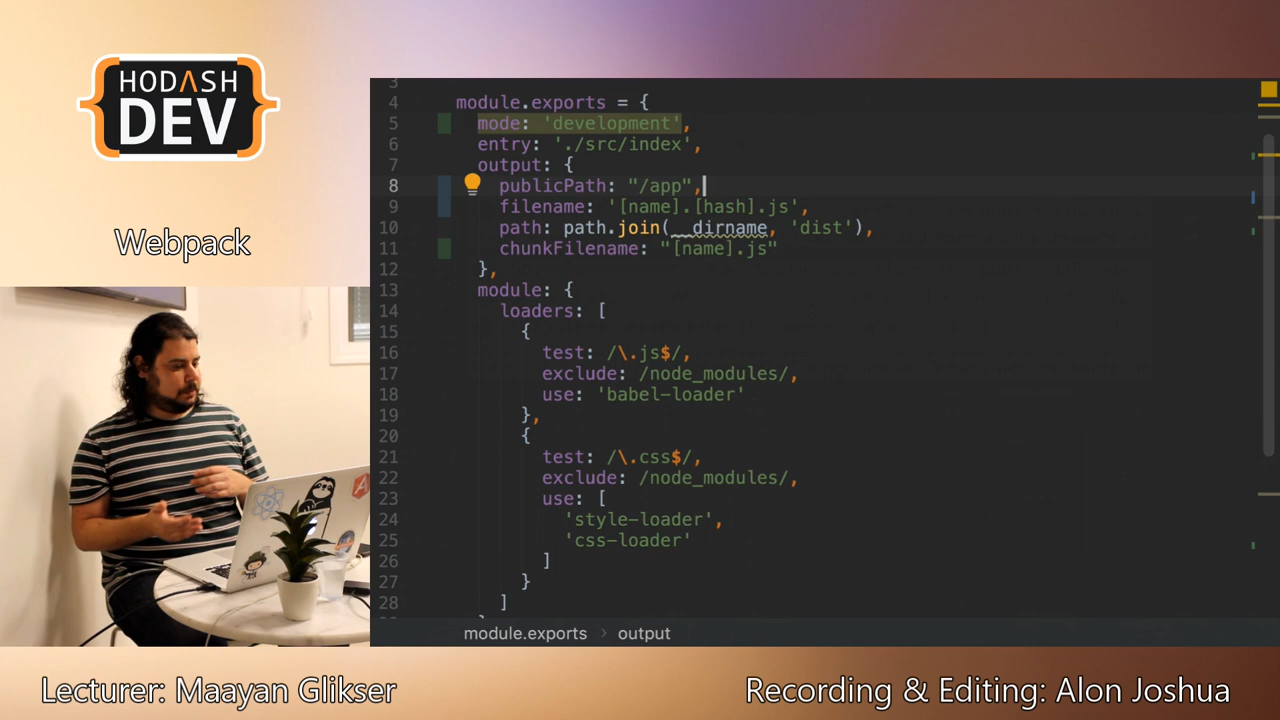 HODASH
DEV
Webpack
3
4 module.exports = {
5 mode: 'development',
6 entry: './src/index',
7 output: {
8 publicPath: "/app",
9 filename: '[name].[hash].js',
10 path: path.join(__dirname, 'dist'),
11 chunkFilename: "[name].js"
12 },
13 module: {
14 loaders: [
15 {
16 test: /\.js$/,
17 exclude: /node_modules/,
18 use: 'babel-loader'
19 },
20 {
21 test: /\.css$/,
22 exclude: /node_modules/,
23 use: [
24 'style-loader',
25 'css-loader'
26 ]
27 }
28 ]
module.exports › output
Lecturer: Maayan Glikser
Recording & Editing: Alon Joshua